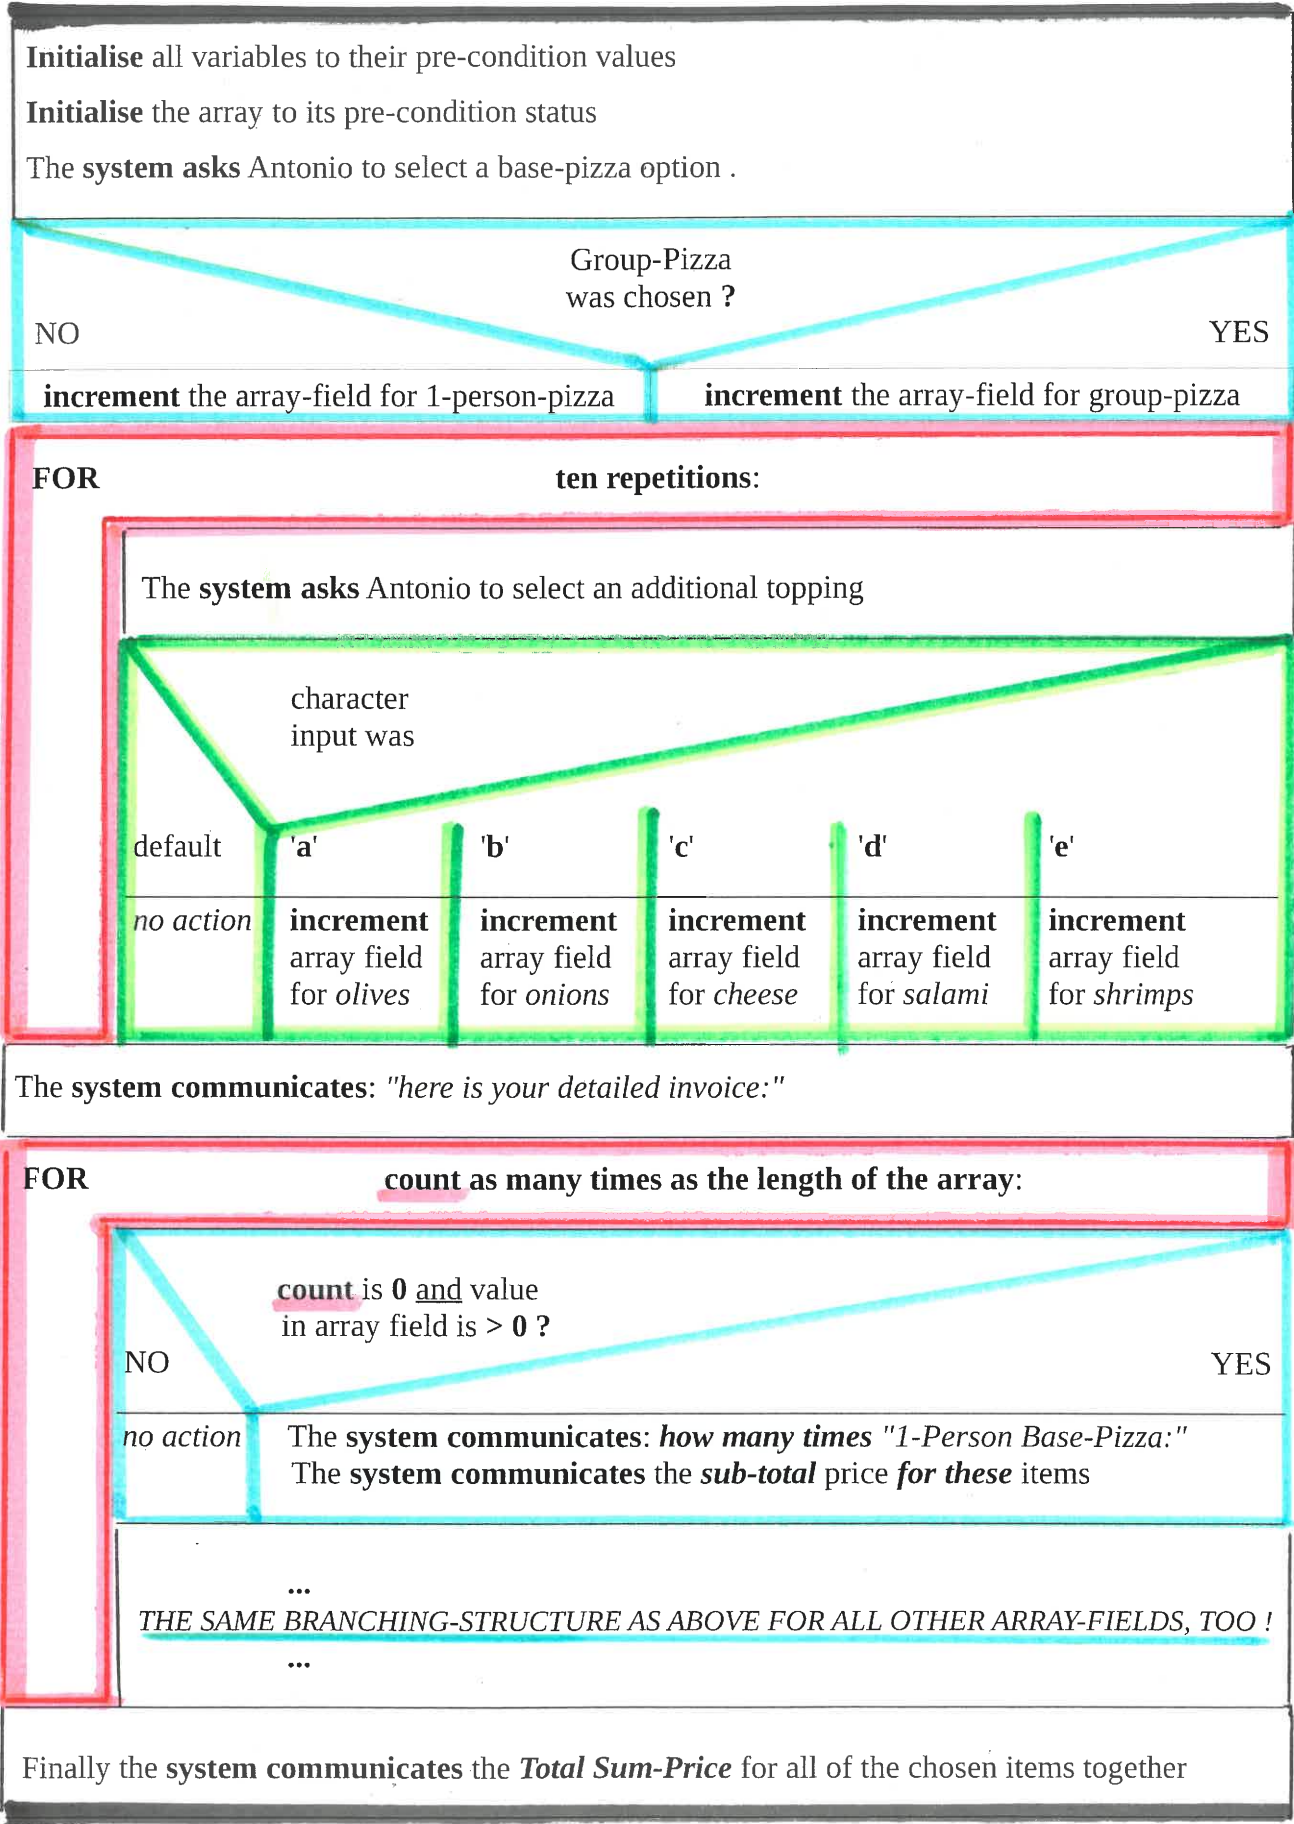 Initialise all variables to their pre-condition values
Initialise the array to its pre-condition status
The system asks Antonio to select a base-pizza option .
Group-Pizza
was chosen ?
NO
YES
increment the array-field for 1-person-pizza
increment the array-field for group-pizza
FOR
ten repetitions:
The system asks Antonio to select an additional topping
character
input was
default
'a'
'b'
'c'
'd'
'e'
no action
increment
array field
for olives
increment
array field
for onions
increment
array field
for cheese
increment
array field
for salami
increment
array field
for shrimps
The system communicates: "here is your detailed invoice:"
FOR
count as many times as the length of the array:
count is 0 and value
in array field is > 0 ?
NO
YES
no action
The system communicates: how many times "1-Person Base-Pizza:"
The system communicates the sub-total price for these items
...
THE SAME BRANCHING-STRUCTURE AS ABOVE FOR ALL OTHER ARRAY-FIELDS, TOO !
...
Finally the system communicates the Total Sum-Price for all of the chosen items together